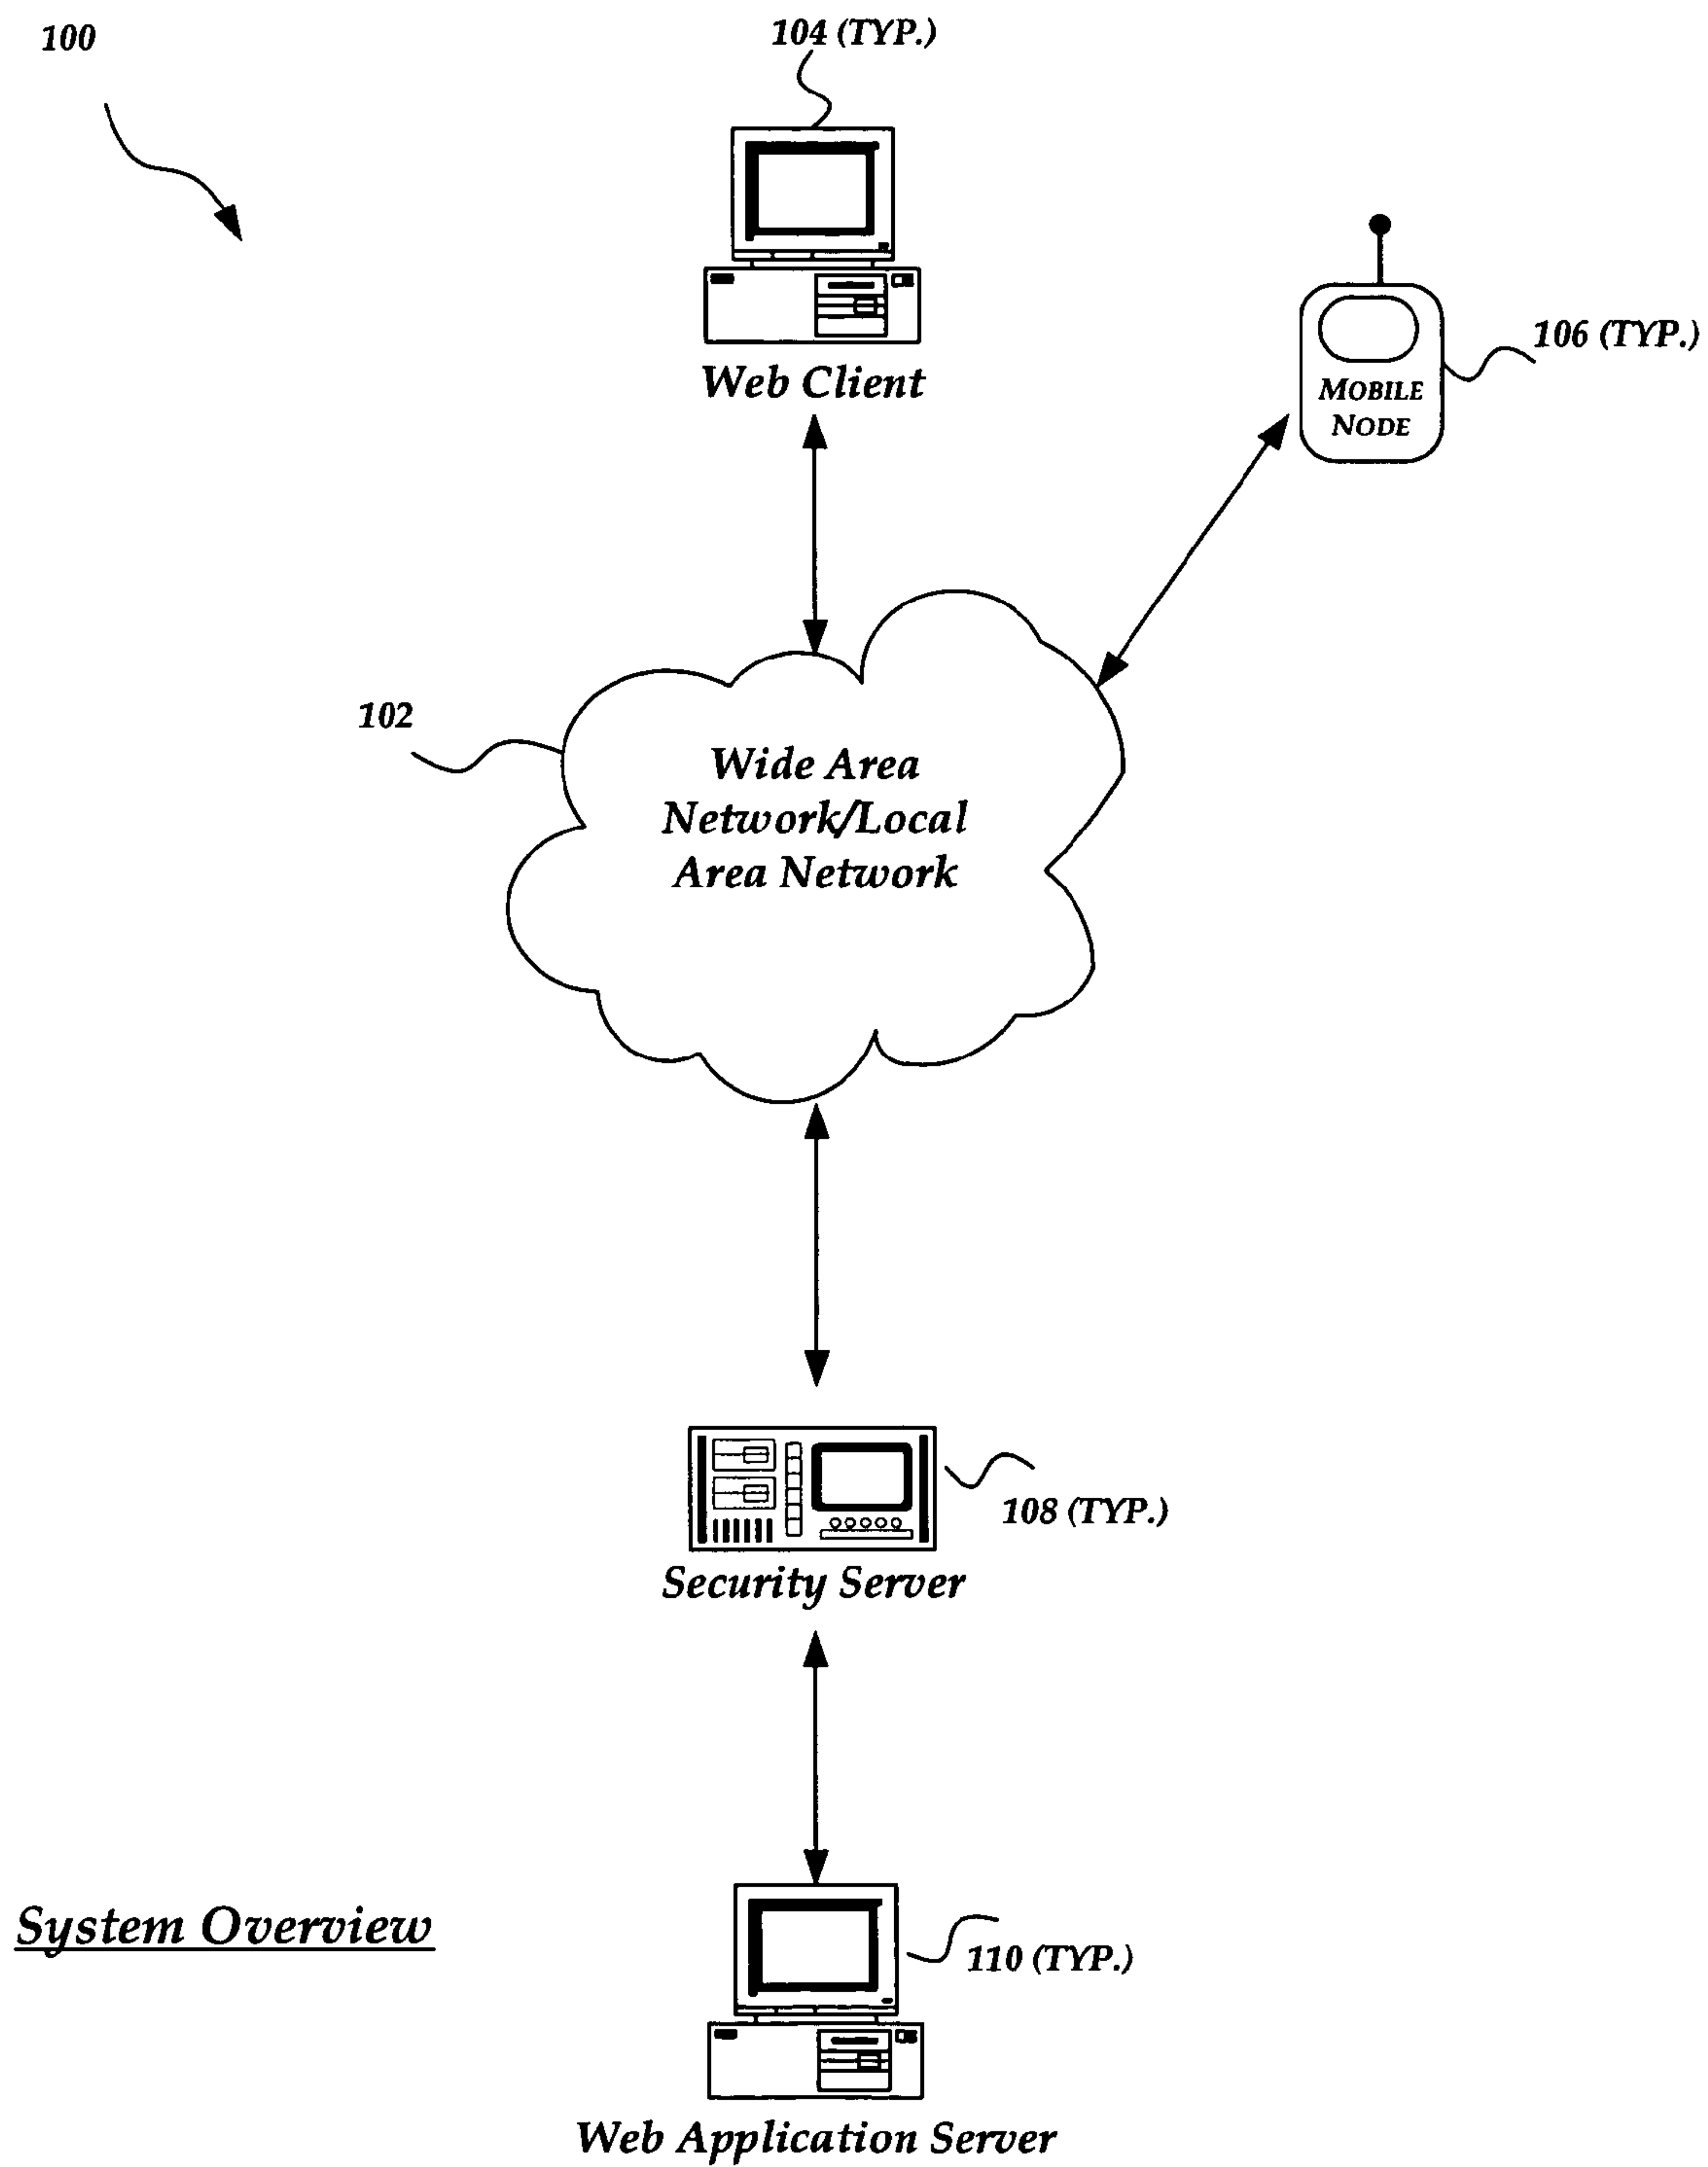 100
104 (TYP.)
Web Client
106 (TYP.)
MOBILE
NODE
102
Wide Area
Network/Local
Area Network
108 (TYP.)
Security Server
System Overview
110 (TYP.)
Web Application Server